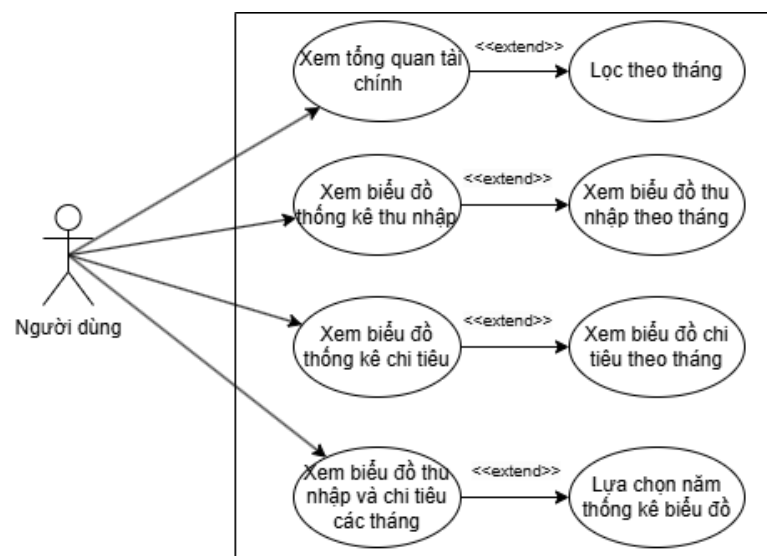 Xem tổng quan tài
chính
<<extend>>
Lọc theo tháng
Xem biểu đồ
thống kê thu nhập
<<extend>>
Xem biểu đồ thu
nhập theo tháng
Người dùng
Xem biểu đồ
thống kê chi tiêu
<<extend>>
Xem biểu đồ chi
tiêu theo tháng
Xem biểu đồ thu
nhập và chi tiêu
các tháng
<<extend>>
Lựa chọn năm
thống kê biểu đồ